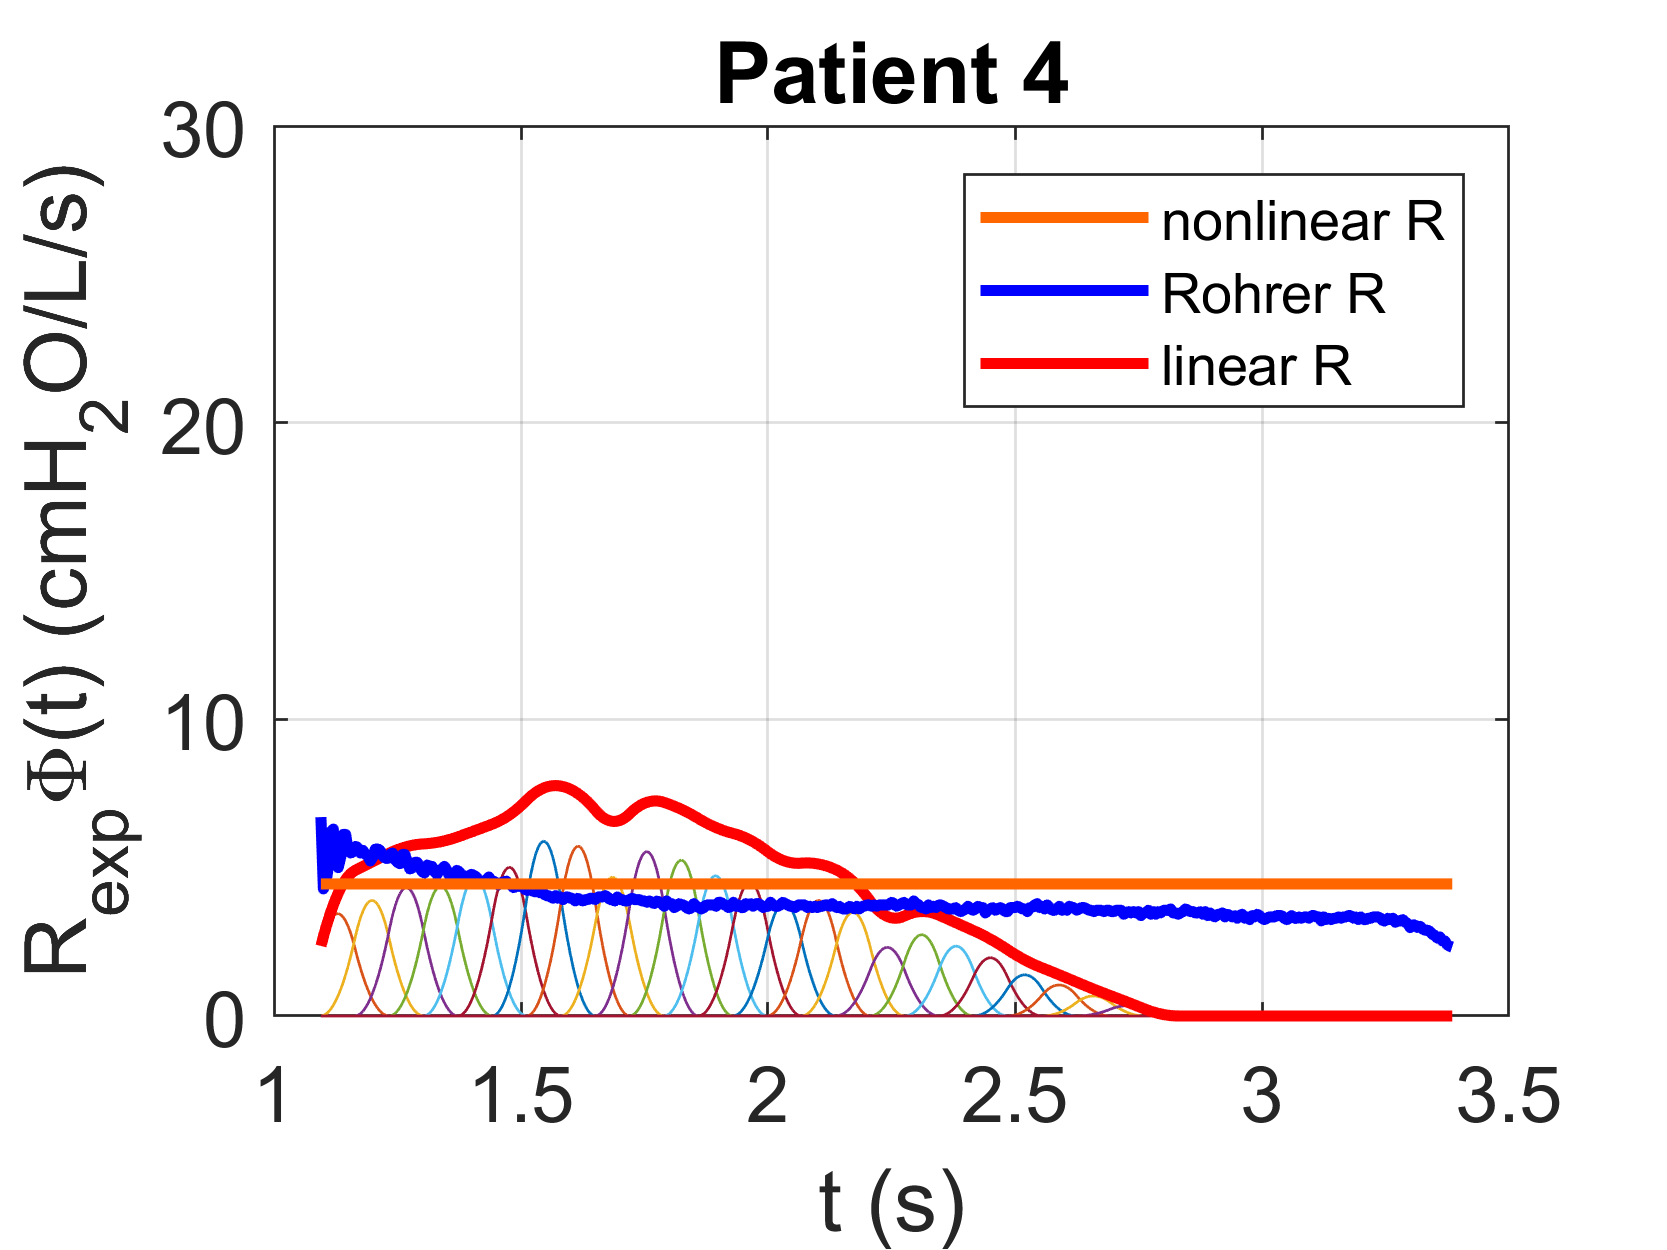 Patient 4
R_expΦ(t) (cmH_2O/L/s)
30
20
10
0
nonlinear R
Rohrer R
linear R
1 1.5 2 2.5 3 3.5
t (s)